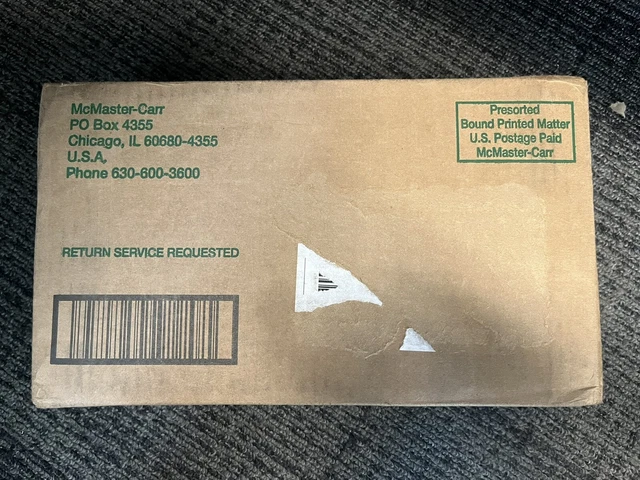 McMaster-Carr
PO Box 4355
Chicago, IL 60680-4355
U.S.A.
Phone 630-600-3600
Presorted
Bound Printed Matter
U.S. Postage Paid
McMaster-Carr
RETURN SERVICE REQUESTED